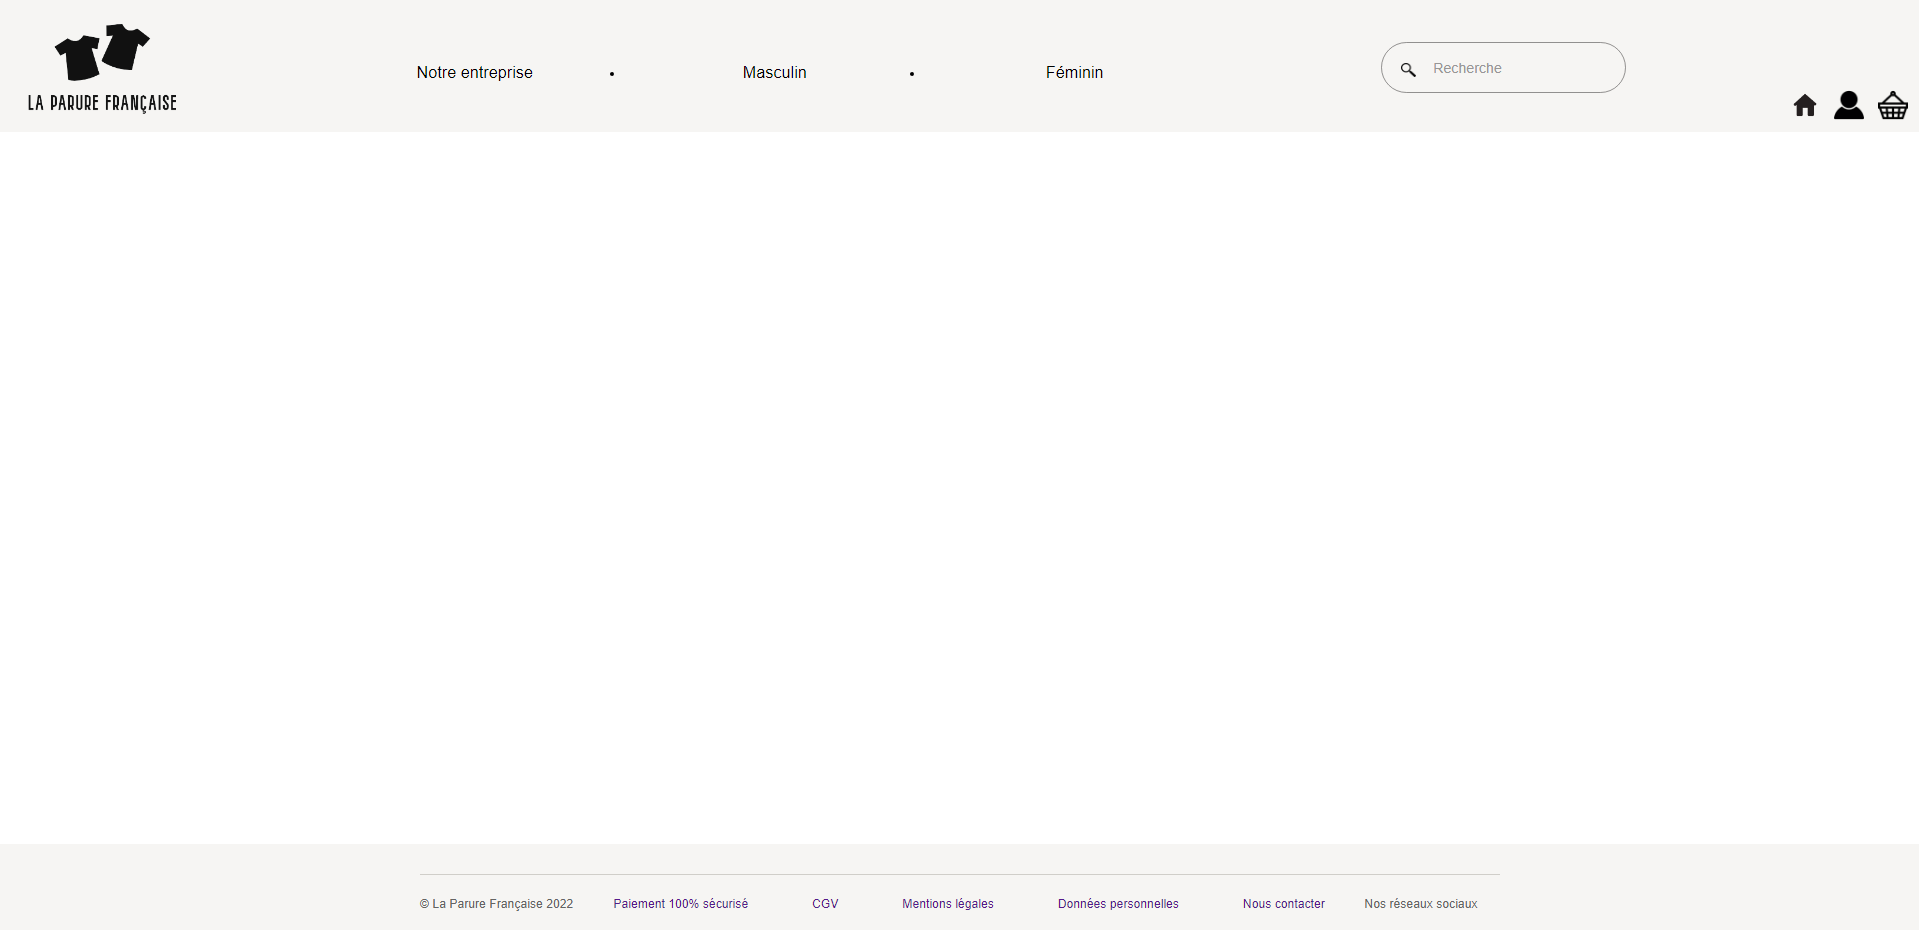 LA PARURE FRANÇAISE
Notre entreprise • Masculin • Féminin
Recherche
© La Parure Française 2022 Paiement 100% sécurisé CGV Mentions légales Données personnelles Nous contacter Nos réseaux sociaux